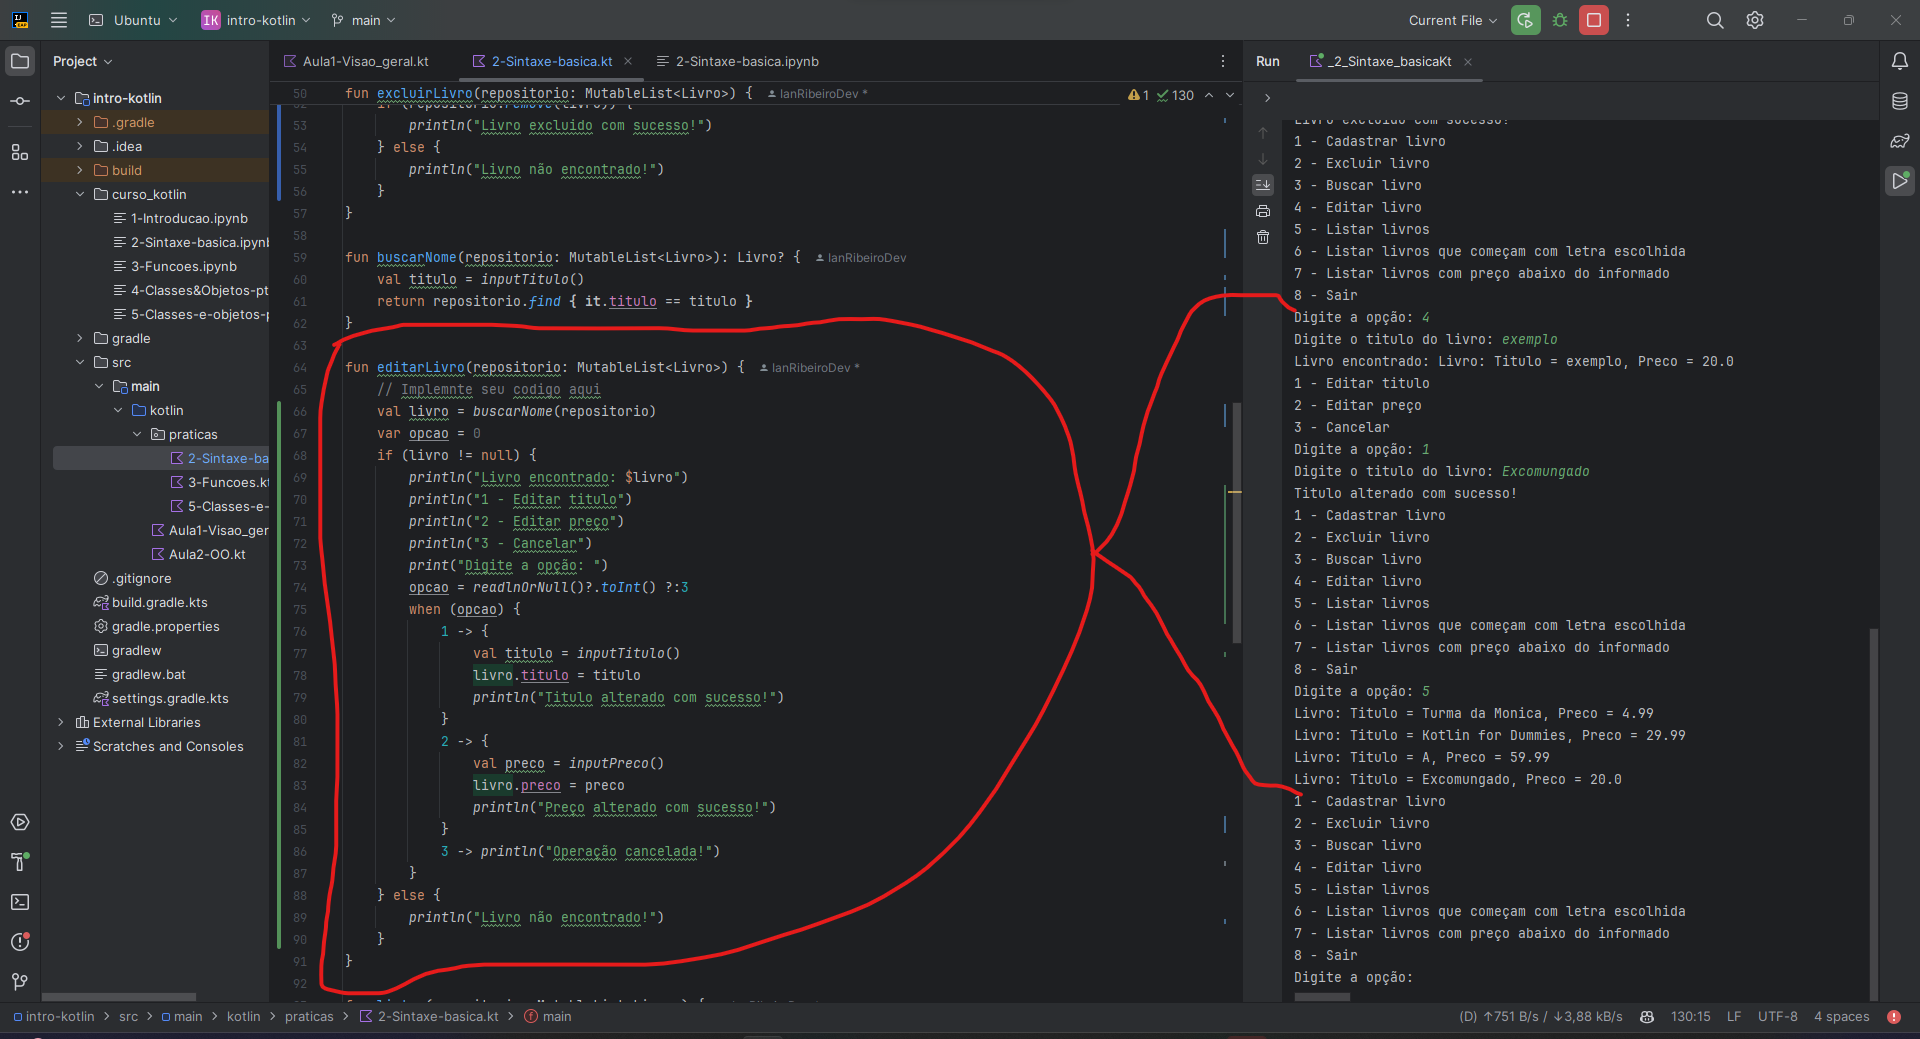 Ubuntu
IK intro-kotlin
main
Current File
Project
Aula1-Visao_geral.kt
2-Sintaxe-basica.kt
2-Sintaxe-basica.ipynb
Run
_2_Sintaxe_basicaKt
intro-kotlin
.gradle
.idea
build
curso_kotlin
1-Introducao.ipynb
2-Sintaxe-basica.ipynb
3-Funcoes.ipynb
4-Classes&Objetos-pt
5-Classes-e-objetos-p
gradle
src
main
kotlin
praticas
2-Sintaxe-ba
3-Funcoes.kt
5-Classes-e-
Aula1-Visao_ger
Aula2-OO.kt
.gitignore
build.gradle.kts
gradle.properties
gradlew
gradlew.bat
settings.gradle.kts
External Libraries
Scratches and Consoles
50 fun excluirLivro(repositorio: MutableList<Livro>) { IanRibeiroDev *
1 130
53 println("Livro excluido com sucesso!")
54 } else {
55 println("Livro não encontrado!")
56 }
57 }
58
59 fun buscarNome(repositorio: MutableList<Livro>): Livro? { IanRibeiroDev
60 val titulo = inputTitulo()
61 return repositorio.find { it.titulo == titulo }
62 }
63
64 fun editarLivro(repositorio: MutableList<Livro>) { IanRibeiroDev *
65 // Implemnte seu codigo aqui
66 val livro = buscarNome(repositorio)
67 var opcao = 0
68 if (livro != null) {
69 println("Livro encontrado: $livro")
70 println("1 - Editar titulo")
71 println("2 - Editar preço")
72 println("3 - Cancelar")
73 print("Digite a opção: ")
74 opcao = readlnOrNull()?.toInt() ?:3
75 when (opcao) {
76 1 -> {
77 val titulo = inputTitulo()
78 livro.titulo = titulo
79 println("Titulo alterado com sucesso!")
80 }
81 2 -> {
82 val preco = inputPreco()
83 livro.preco = preco
84 println("Preço alterado com sucesso!")
85 }
86 3 -> println("Operação cancelada!")
87 }
88 } else {
89 println("Livro não encontrado!")
90 }
91 }
92
Livro excluido com sucesso!
1 - Cadastrar livro
2 - Excluir livro
3 - Buscar livro
4 - Editar livro
5 - Listar livros
6 - Listar livros que começam com letra escolhida
7 - Listar livros com preço abaixo do informado
8 - Sair
Digite a opção: 4
Digite o titulo do livro: exemplo
Livro encontrado: Livro: Titulo = exemplo, Preco = 20.0
1 - Editar titulo
2 - Editar preço
3 - Cancelar
Digite a opção: 1
Digite o titulo do livro: Excomungado
Titulo alterado com sucesso!
1 - Cadastrar livro
2 - Excluir livro
3 - Buscar livro
4 - Editar livro
5 - Listar livros
6 - Listar livros que começam com letra escolhida
7 - Listar livros com preço abaixo do informado
8 - Sair
Digite a opção: 5
Livro: Titulo = Turma da Monica, Preco = 4.99
Livro: Titulo = Kotlin for Dummies, Preco = 29.99
Livro: Titulo = A, Preco = 59.99
Livro: Titulo = Excomungado, Preco = 20.0
1 - Cadastrar livro
2 - Excluir livro
3 - Buscar livro
4 - Editar livro
5 - Listar livros
6 - Listar livros que começam com letra escolhida
7 - Listar livros com preço abaixo do informado
8 - Sair
Digite a opção:
intro-kotlin > src > main > kotlin > praticas > 2-Sintaxe-basica.kt > main
(D) ↑751 B/s / ↓3,88 kB/s
130:15
LF
UTF-8
4 spaces